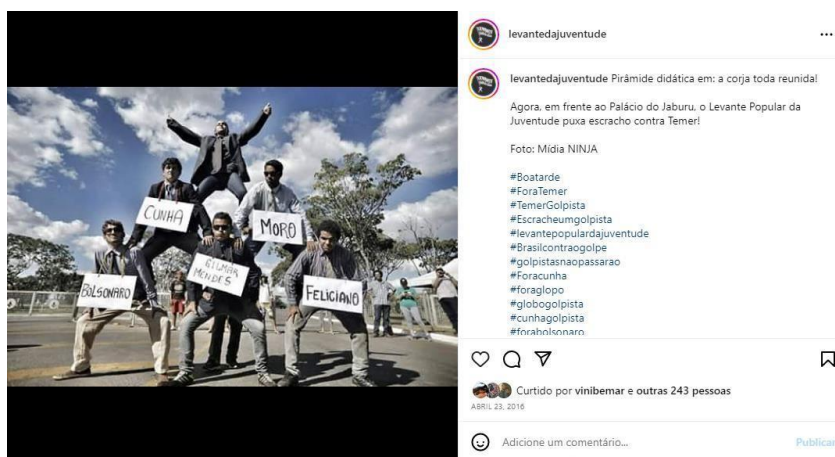 CUNHA
MORO
BOLSONARO
GILMAR
MENDES
FELICIANO
levantedajuventude
levantedajuventude Pirâmide didática em: a corja toda reunida!
Agora, em frente ao Palácio do Jaburu, o Levante Popular da
Juventude puxa escracho contra Temer!
Foto: Mídia NINJA
#Boatarde
#ForaTemer
#TemerGolpista
#Escracheumgolpista
#levantepopulardajuventude
#Brasilcontraogolpe
#golpistasnaopassarao
#Foracunha
#foraglopo
#globogolpista
#cunhagolpista
#forabolsonaro
Curtido por vinibemar e outras 243 pessoas
ABRIL 23, 2016
Adicione um comentário...
Publicar